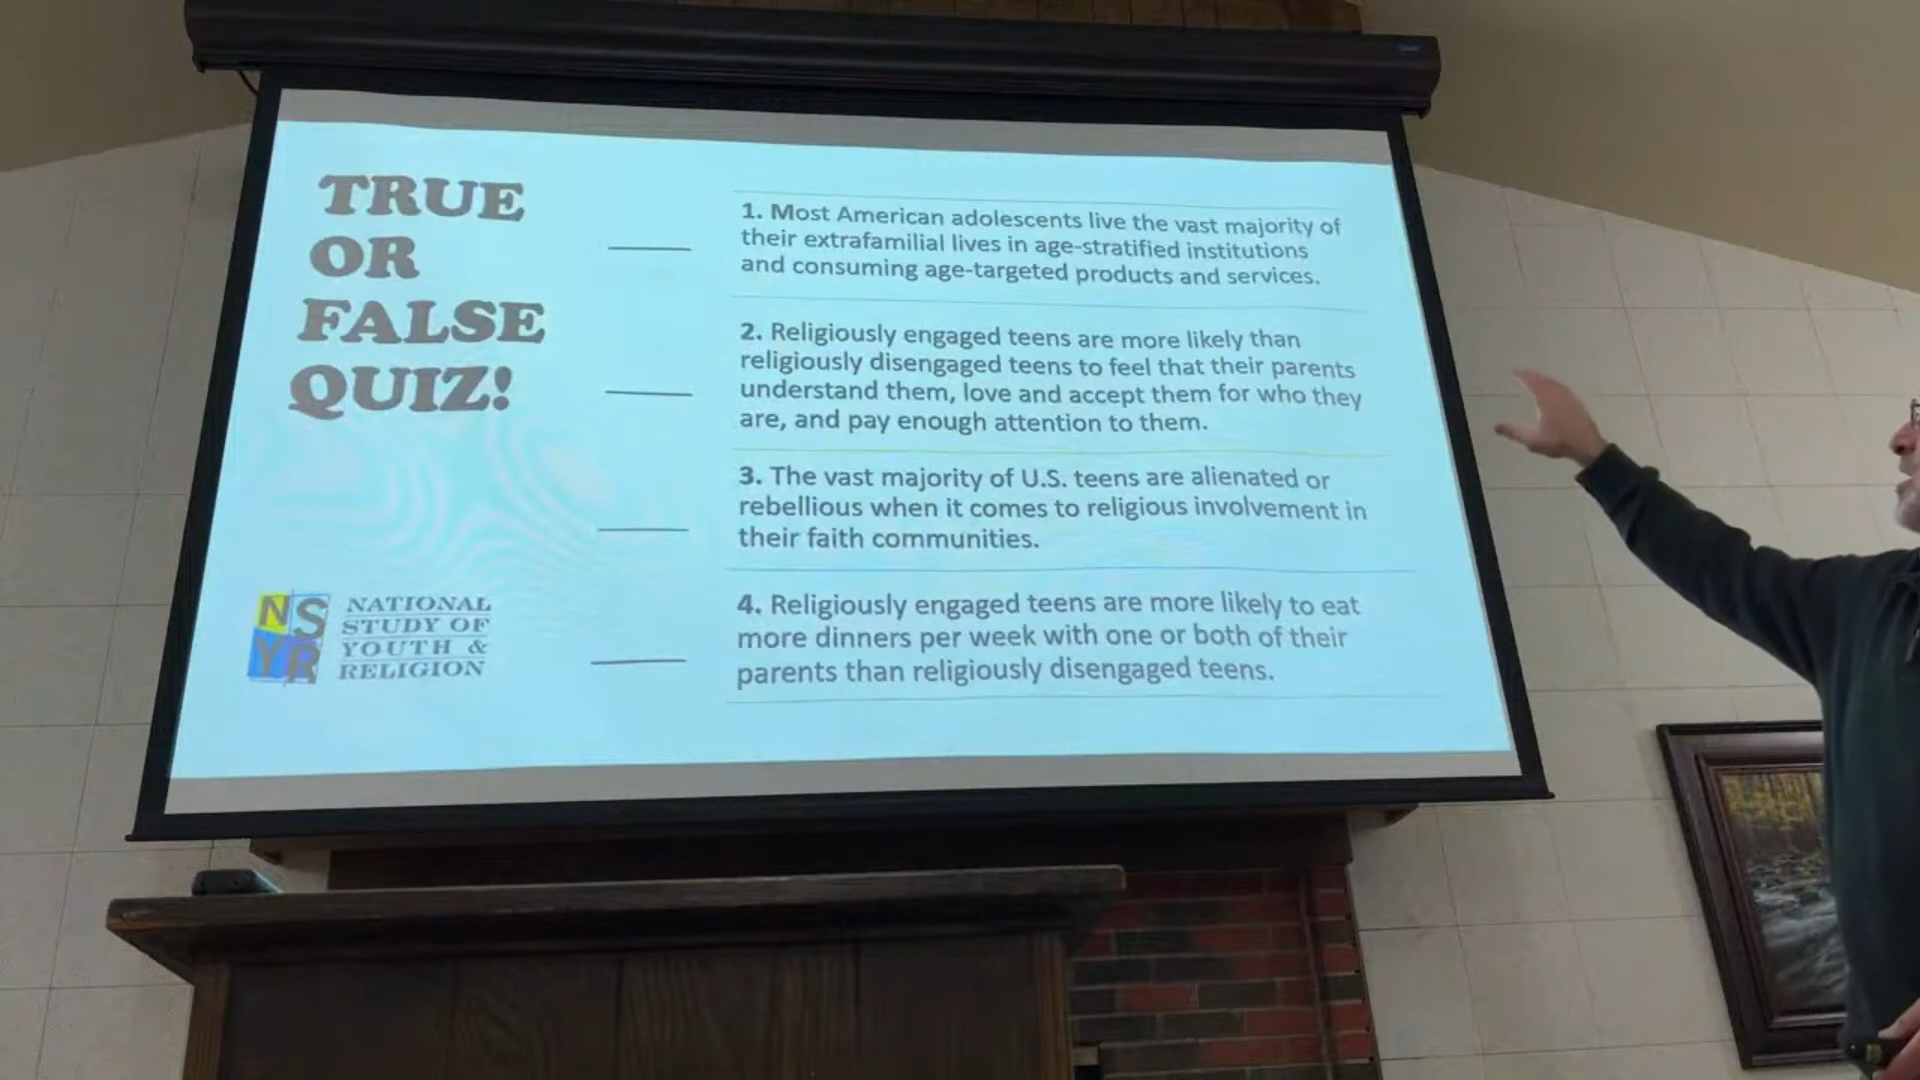 TRUE
OR
FALSE
QUIZ!
1. Most American adolescents live the vast majority of
their extrafamilial lives in age-stratified institutions
and consuming age-targeted products and services.
2. Religiously engaged teens are more likely than
religiously disengaged teens to feel that their parents
understand them, love and accept them for who they
are, and pay enough attention to them.
3. The vast majority of U.S. teens are alienated or
rebellious when it comes to religious involvement in
their faith communities.
4. Religiously engaged teens are more likely to eat
more dinners per week with one or both of their
parents than religiously disengaged teens.
NS
YR
NATIONAL
STUDY OF
YOUTH &
RELIGION